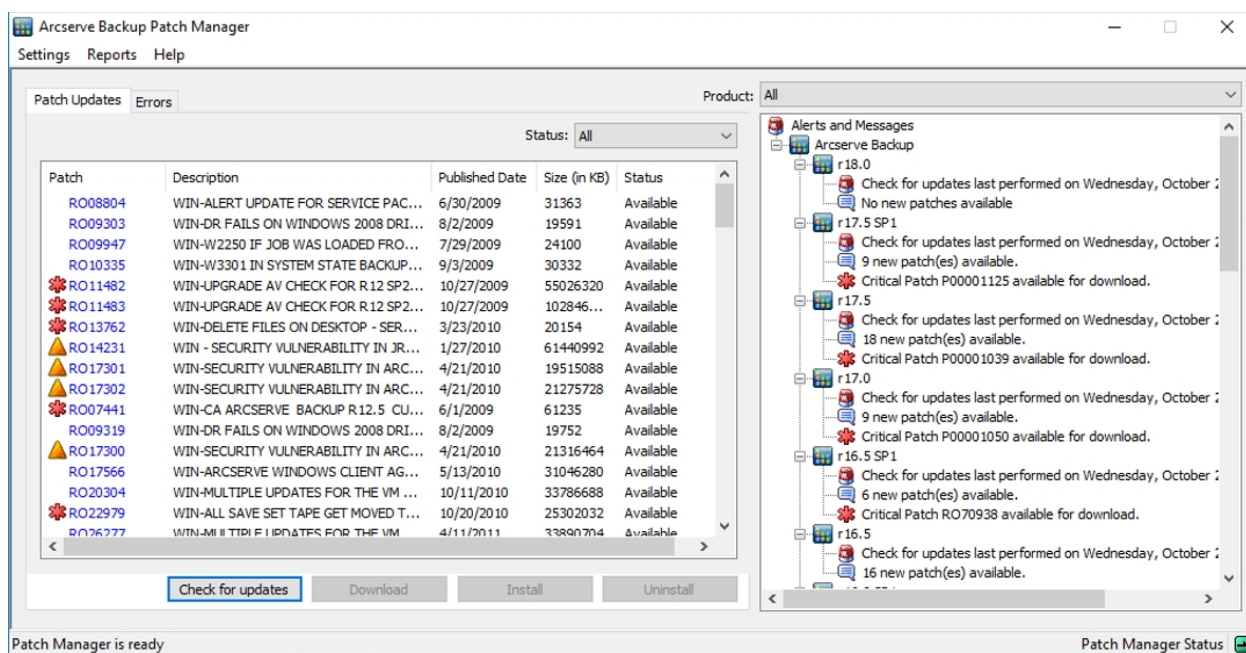 Arcserve Backup Patch Manager
Settings Reports Help
Patch Updates Errors
Status: All
Patch Description Published Date Size (in KB) Status
RO08804 WIN-ALERT UPDATE FOR SERVICE PAC... 6/30/2009 31363 Available
RO09303 WIN-DR FAILS ON WINDOWS 2008 DRI... 8/2/2009 19591 Available
RO09947 WIN-W2250 IF JOB WAS LOADED FRO... 7/29/2009 24100 Available
RO10335 WIN-W3301 IN SYSTEM STATE BACKUP... 9/3/2009 30332 Available
RO11482 WIN-UPGRADE AV CHECK FOR R12 SP2... 10/27/2009 55026320 Available
RO11483 WIN-UPGRADE AV CHECK FOR R12 SP2... 10/27/2009 102846... Available
RO13762 WIN-DELETE FILES ON DESKTOP - SER... 3/23/2010 20154 Available
RO14231 WIN - SECURITY VULNERABILITY IN JR... 1/27/2010 61440992 Available
RO17301 WIN-SECURITY VULNERABILITY IN ARC... 4/21/2010 19515088 Available
RO17302 WIN-SECURITY VULNERABILITY IN ARC... 4/21/2010 21275728 Available
RO07441 WIN-CA ARCSERVE BACKUP R12.5 CU... 6/1/2009 61235 Available
RO09319 WIN-DR FAILS ON WINDOWS 2008 DRI... 8/2/2009 19752 Available
RO17300 WIN-SECURITY VULNERABILITY IN ARC... 4/21/2010 21316464 Available
RO17566 WIN-ARCSERVE WINDOWS CLIENT AG... 5/13/2010 31046280 Available
RO20304 WIN-MULTIPLE UPDATES FOR THE VM ... 10/11/2010 33786688 Available
RO22979 WIN-ALL SAVE SET TAPE GET MOVED T... 10/20/2010 25302032 Available
RO26277 WIN-MULTIPLE UPDATES FOR THE VM 4/11/2011 33890704 Available
Check for updates Download Install Uninstall
Product: All
Alerts and Messages
Arcserve Backup
r18.0
Check for updates last performed on Wednesday, October 2
No new patches available
r17.5 SP1
Check for updates last performed on Wednesday, October 2
9 new patch(es) available.
Critical Patch P00001125 available for download.
r17.5
Check for updates last performed on Wednesday, October 2
18 new patch(es) available.
Critical Patch P00001039 available for download.
r17.0
Check for updates last performed on Wednesday, October 2
9 new patch(es) available.
Critical Patch P00001050 available for download.
r16.5 SP1
Check for updates last performed on Wednesday, October 2
6 new patch(es) available.
Critical Patch RO70938 available for download.
r16.5
Check for updates last performed on Wednesday, October 2
16 new patch(es) available.
Patch Manager is ready
Patch Manager Status